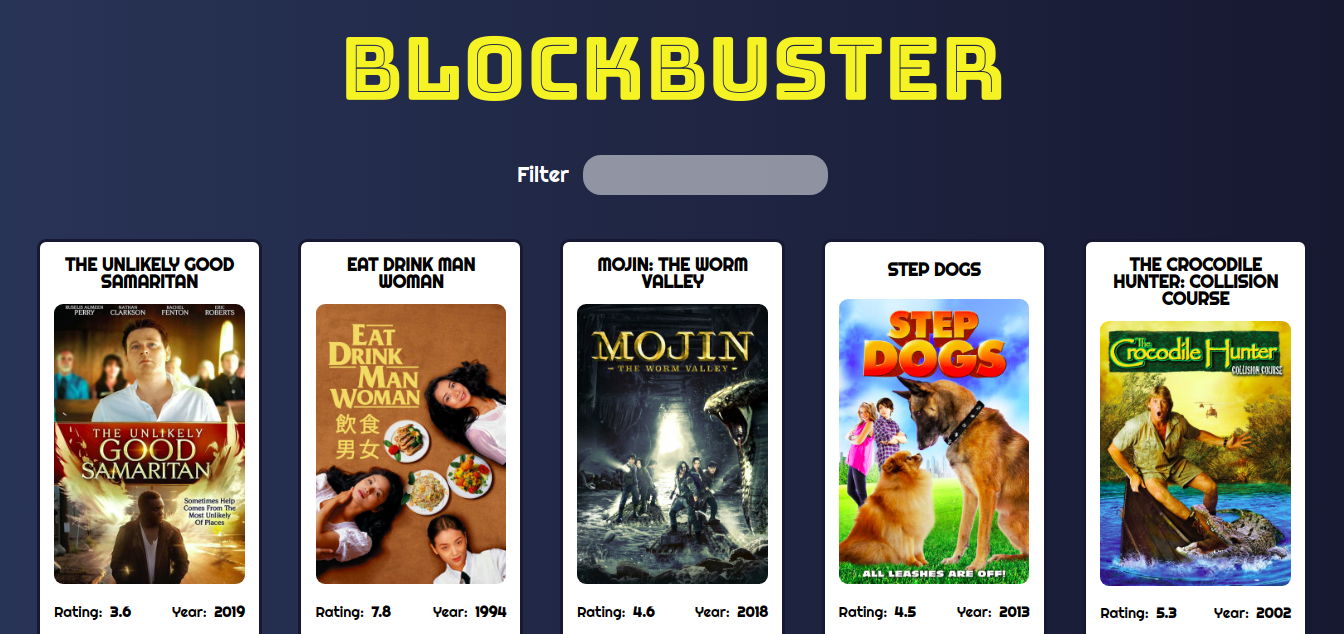 BLOCKBUSTER
Filter
THE UNLIKELY GOOD
SAMARITAN
PERRY
NATHAN
CLARKSON
RACHEL
FENTON
ERIC
ROBERTS
THE UNLIKELY
GOOD
SAMARITAN
Sometimes Help
Comes From The
Most Unlikely
Of Places
Rating: 3.6
Year: 2019
EAT DRINK MAN
WOMAN
EAT
DRINK
MAN
WOMAN
飲食
男女
Rating: 7.8
Year: 1994
MOJIN: THE WORM
VALLEY
MOJIN
- THE WORM VALLEY -
Rating: 4.6
Year: 2018
STEP DOGS
STEP
DOGS
ALL LEASHES ARE OFF!
Rating: 4.5
Year: 2013
THE CROCODILE
HUNTER: COLLISION
COURSE
The
Crocodile Hunter
COLLISION COURSE
Rating: 5.3
Year: 2002